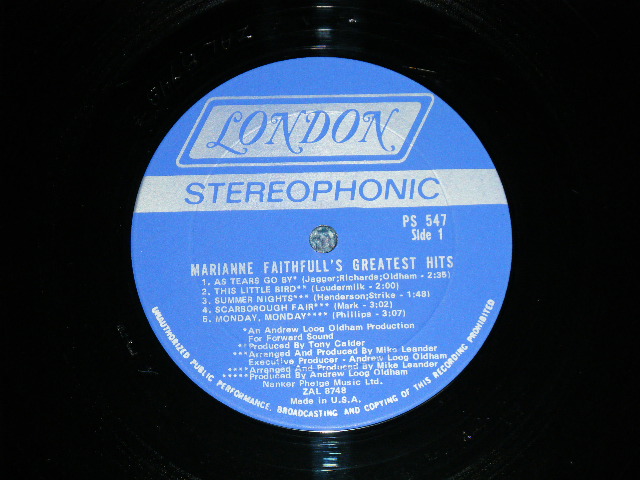 LONDON
STEREOPHONIC
PS 547
Side 1
MARIANNE FAITHFULL'S GREATEST HITS
1. AS TEARS GO BY* (Jagger;Richards;Oldham - 2:35)
2. THIS LITTLE BIRD** (Loudermilk - 2:00)
3. SUMMER NIGHTS*** (Henderson;Strike - 1:48)
4. SCARBOROUGH FAIR*** (Mark - 3:02)
5. MONDAY, MONDAY**** (Phillips - 3:07)
*An Andrew Loog Oldham Production
For Forward Sound
**Produced By Tony Calder
***Arranged And Produced By Mike Leander
Executive Producer - Andrew Loog Oldham
****Arranged And Produced by Mike Leander
*****Produced By Andrew Loog Oldham
Nanker Phelge Music Ltd.
ZAL 8748
Made in U.S.A.
UNAUTHORIZED PUBLIC PERFORMANCE, BROADCASTING AND COPYING OF THIS RECORDING PROHIBITED